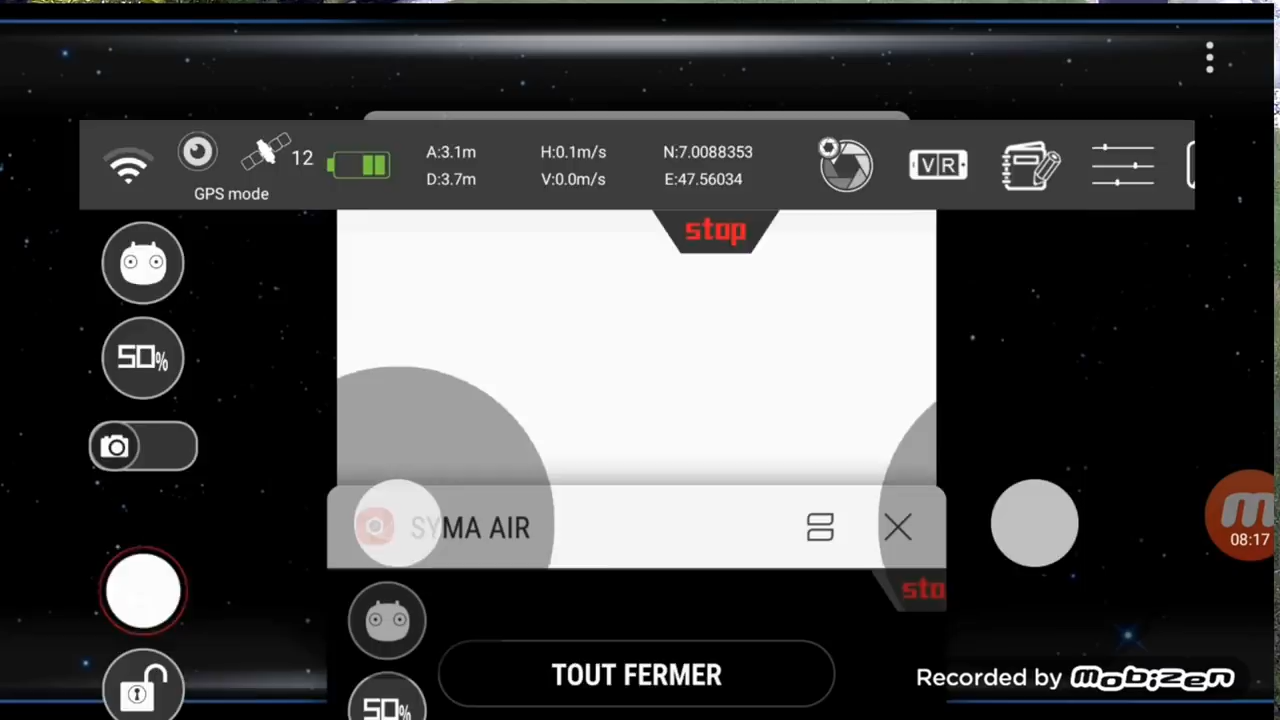 12
GPS mode
A:3.1m
D:3.7m
H:0.1m/s
V:0.0m/s
N:7.0088353
E:47.56034
VR
stop
50%
SYMA AIR
08:17
sto
TOUT FERMER
50%
Recorded by mobizen